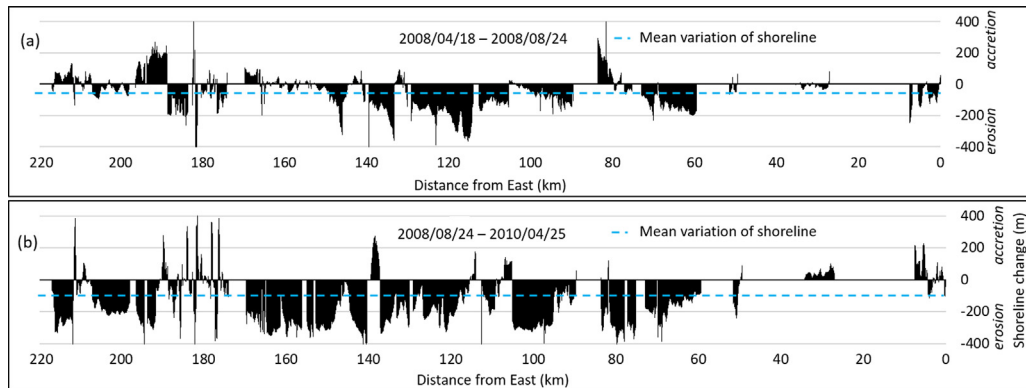 (a)
2008/04/18 – 2008/08/24
Mean variation of shoreline
400
200
0
-200
-400
accretion
erosion
220 200 180 160 140 120 100 80 60 40 20 0
Distance from East (km)
(b)
2008/08/24 – 2010/04/25
Mean variation of shoreline
400
200
0
-200
-400
accretion
erosion
Shoreline change (m)
220 200 180 160 140 120 100 80 60 40 20 0
Distance from East (km)